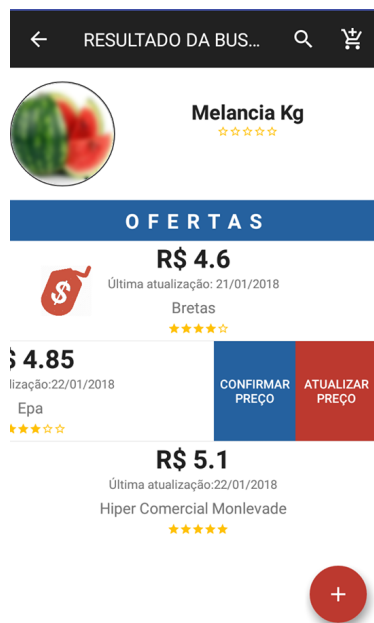 RESULTADO DA BUS...
Melancia Kg
OFERTAS
R$ 4.6
Última atualização: 21/01/2018
Bretas
$ 4.85
lização:22/01/2018
Epa
CONFIRMAR
PREÇO
ATUALIZAR
PREÇO
R$ 5.1
Última atualização:22/01/2018
Hiper Comercial Monlevade